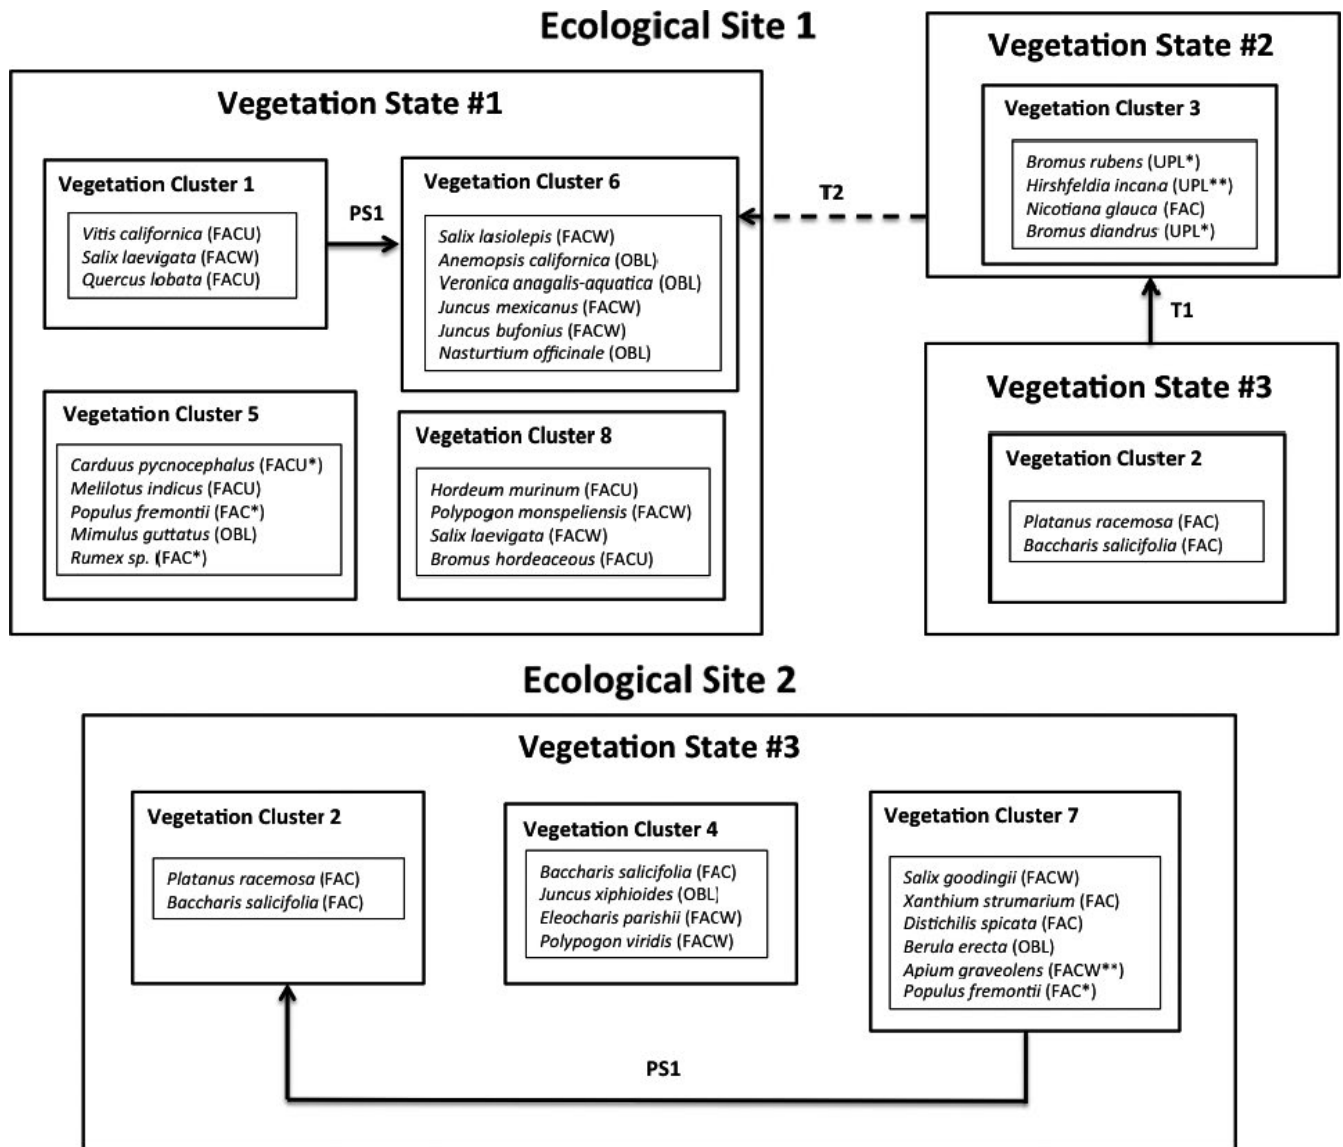 Ecological Site 1
Vegetation State #1
Vegetation Cluster 1
Vitis californica (FACU)
Salix laevigata (FACW)
Quercus lobata (FACU)
PS1
Vegetation Cluster 6
Salix lasiolepis (FACW)
Anemopsis californica (OBL)
Veronica anagalis-aquatica (OBL)
Juncus mexicanus (FACW)
Juncus bufonius (FACW)
Nasturtium officinale (OBL)
Vegetation Cluster 5
Carduus pycnocephalus (FACU*)
Melilotus indicus (FACU)
Populus fremontii (FAC*)
Mimulus guttatus (OBL)
Rumex sp. (FAC*)
Vegetation Cluster 8
Hordeum murinum (FACU)
Polypogon monspeliensis (FACW)
Salix laevigata (FACW)
Bromus hordeaceous (FACU)
T2
Vegetation State #2
Vegetation Cluster 3
Bromus rubens (UPL*)
Hirshfeldia incana (UPL**)
Nicotiana glauca (FAC)
Bromus diandrus (UPL*)
T1
Vegetation State #3
Vegetation Cluster 2
Platanus racemosa (FAC)
Baccharis salicifolia (FAC)
Ecological Site 2
Vegetation State #3
Vegetation Cluster 2
Platanus racemosa (FAC)
Baccharis salicifolia (FAC)
Vegetation Cluster 4
Baccharis salicifolia (FAC)
Juncus xiphioides (OBL)
Eleocharis parishii (FACW)
Polypogon viridis (FACW)
Vegetation Cluster 7
Salix goodingii (FACW)
Xanthium strumarium (FAC)
Distichilis spicata (FAC)
Berula erecta (OBL)
Apium graveolens (FACW**)
Populus fremontii (FAC*)
PS1